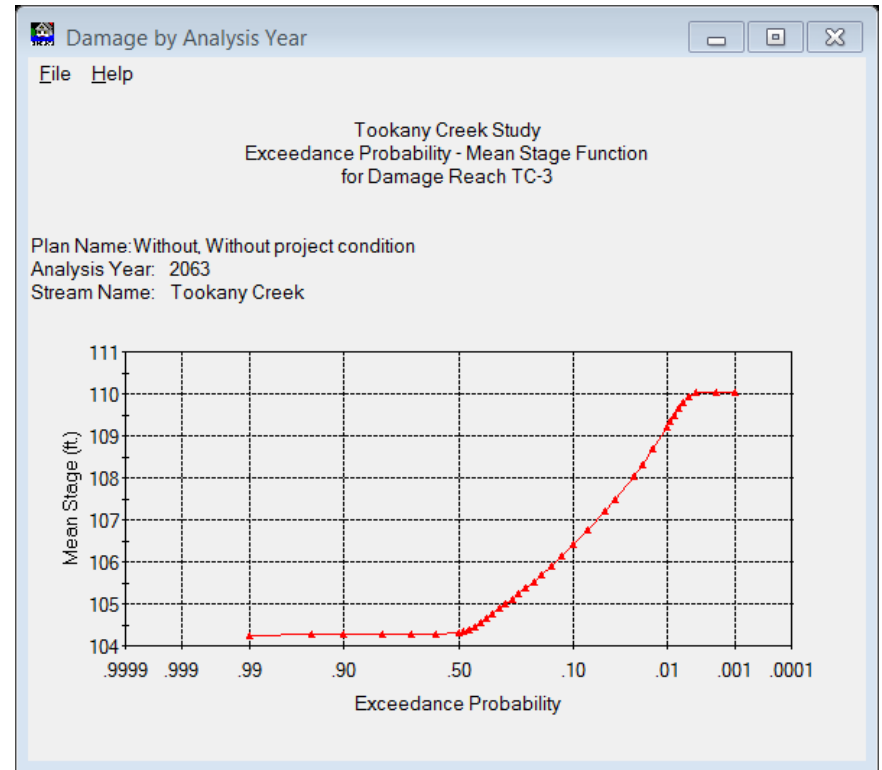 Damage by Analysis Year
File Help
Tookany Creek Study
Exceedance Probability - Mean Stage Function
for Damage Reach TC-3
Plan Name:Without, Without project condition
Analysis Year: 2063
Stream Name: Tookany Creek
111
110
109
108
107
106
105
104
Mean Stage (ft.)
.9999 .999 .99 .90 .50 .10 .01 .001 .0001
Exceedance Probability